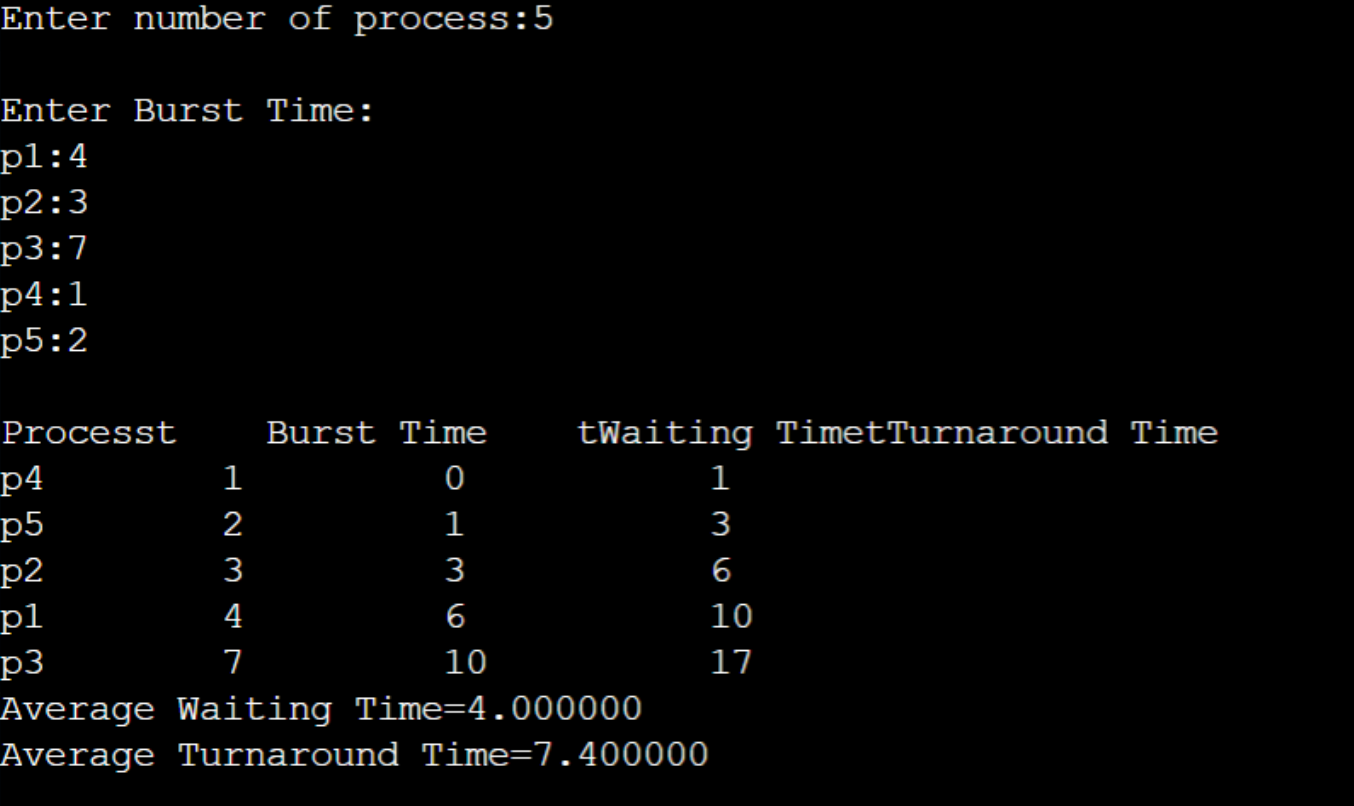 Enter number of process:5
Enter Burst Time:
p1:4
p2:3
p3:7
p4:1
p5:2
Processt    Burst Time    tWaiting TimetTurnaround Time
p4        1         0           1
p5        2         1           3
p2        3         3           6
p1        4         6           10
p3        7         10          17
Average Waiting Time=4.000000
Average Turnaround Time=7.400000